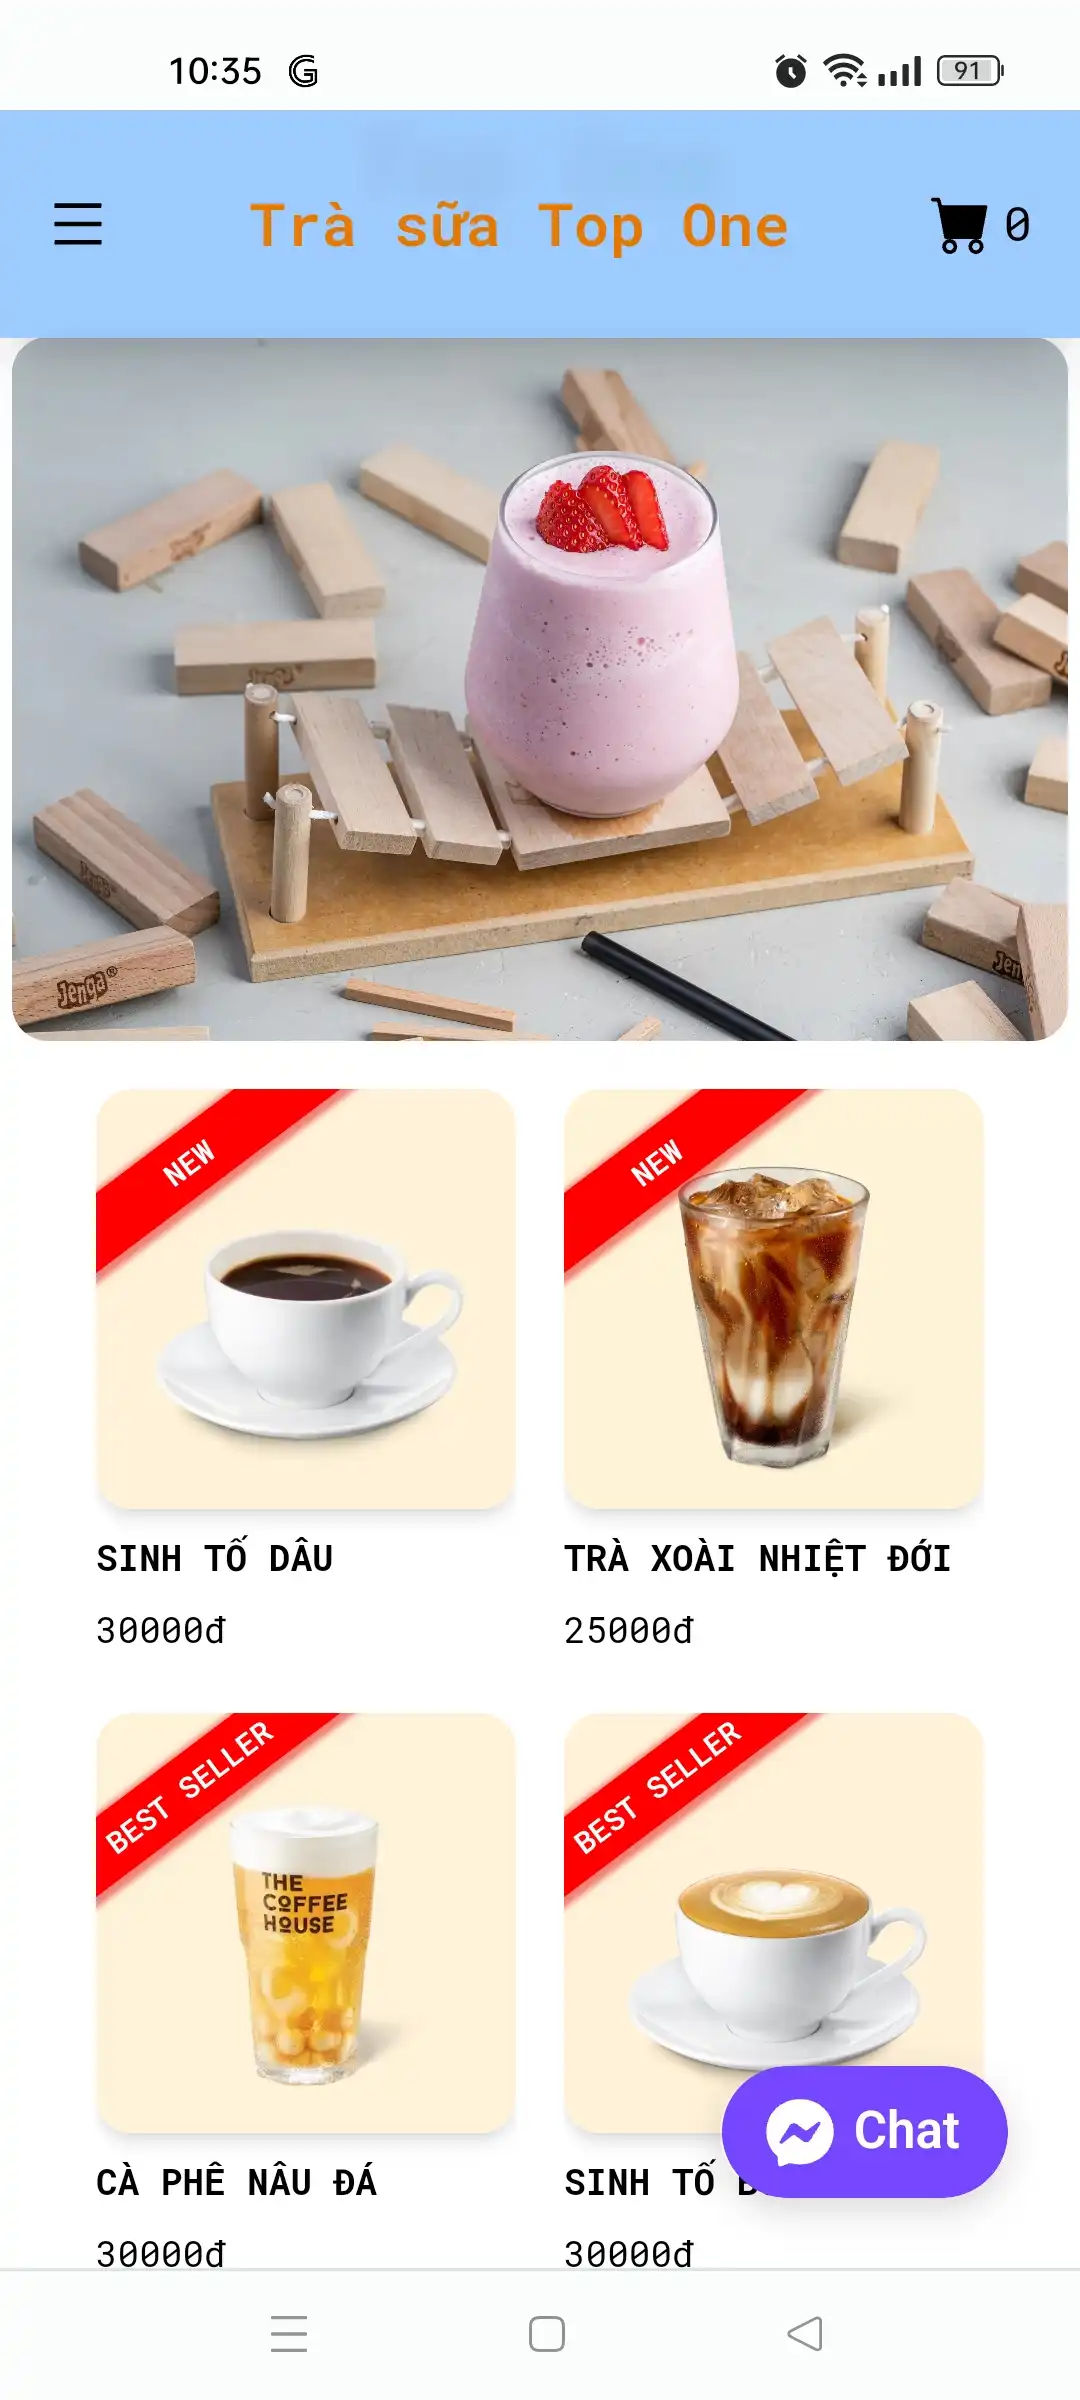 10:35
91
Trà sữa Top One
0
Jenga®
NEW
NEW
SINH TỐ DÂU
TRÀ XOÀI NHIỆT ĐỚI
30000đ
25000đ
BEST SELLER
BEST SELLER
THE
COFFEE
HOUSE
Chat
CÀ PHÊ NÂU ĐÁ
SINH TỐ
30000đ
30000đ